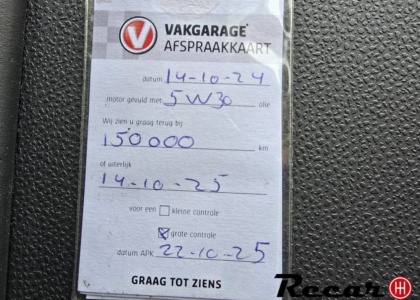 VAKGARAGE
AFSPRAAKKAART
datum 14-10-24
motor gevuld met 5W30 olie
Wij zien u graag terug bij
150000 km
of uiterlijk
14-10-25
voor een kleine controle
grote controle
datum APK 22-10-25
GRAAG TOT ZIENS
Recar